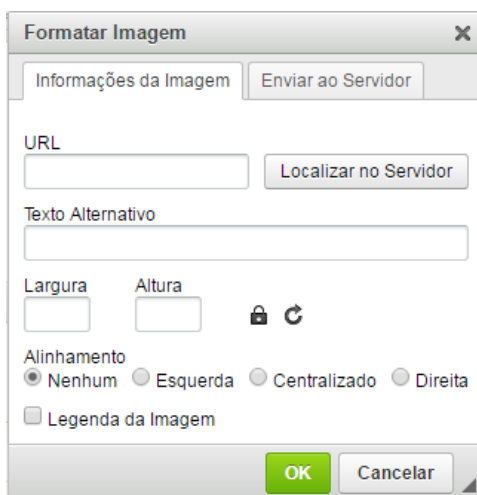 Formatar Imagem
Informações da Imagem Enviar ao Servidor
URL
Localizar no Servidor
Texto Alternativo
Largura Altura
Alinhamento
Nenhum Esquerda Centralizado Direita
Legenda da Imagem
OK Cancelar